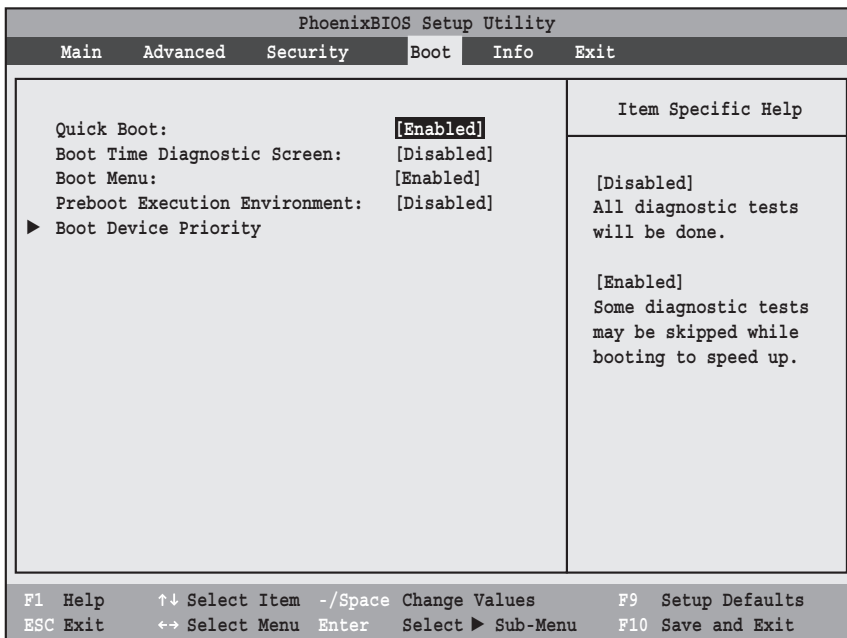 PhoenixBIOS Setup Utility
Main Advanced Security Boot Info Exit
Quick Boot: [Enabled]
Boot Time Diagnostic Screen: [Disabled]
Boot Menu: [Enabled]
Preboot Execution Environment: [Disabled]
▶ Boot Device Priority
Item Specific Help
[Disabled]
All diagnostic tests
will be done.
[Enabled]
Some diagnostic tests
may be skipped while
booting to speed up.
F1 Help ↑↓ Select Item -/Space Change Values F9 Setup Defaults
ESC Exit ←→ Select Menu Enter Select ▶ Sub-Menu F10 Save and Exit